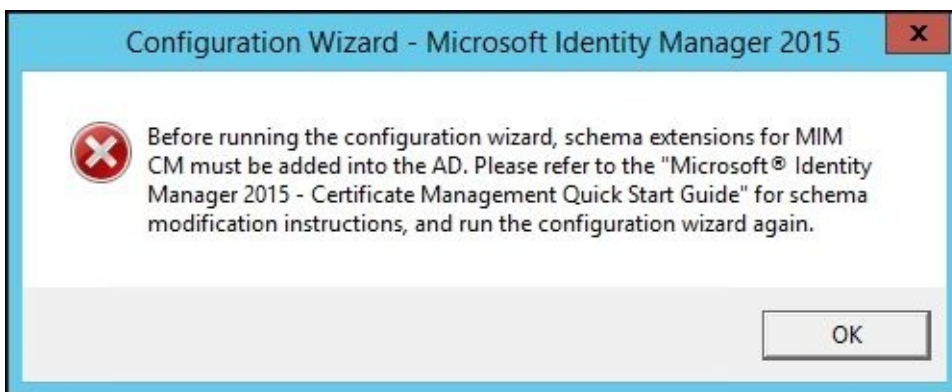 Configuration Wizard - Microsoft Identity Manager 2015
x
Before running the configuration wizard, schema extensions for MIM
CM must be added into the AD. Please refer to the "Microsoft® Identity
Manager 2015 - Certificate Management Quick Start Guide" for schema
modification instructions, and run the configuration wizard again.
OK